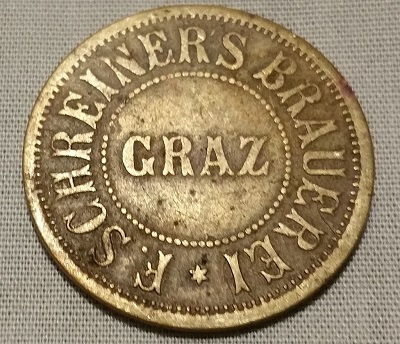 F. SCHREINERS BRAUEREI *
GRAZ